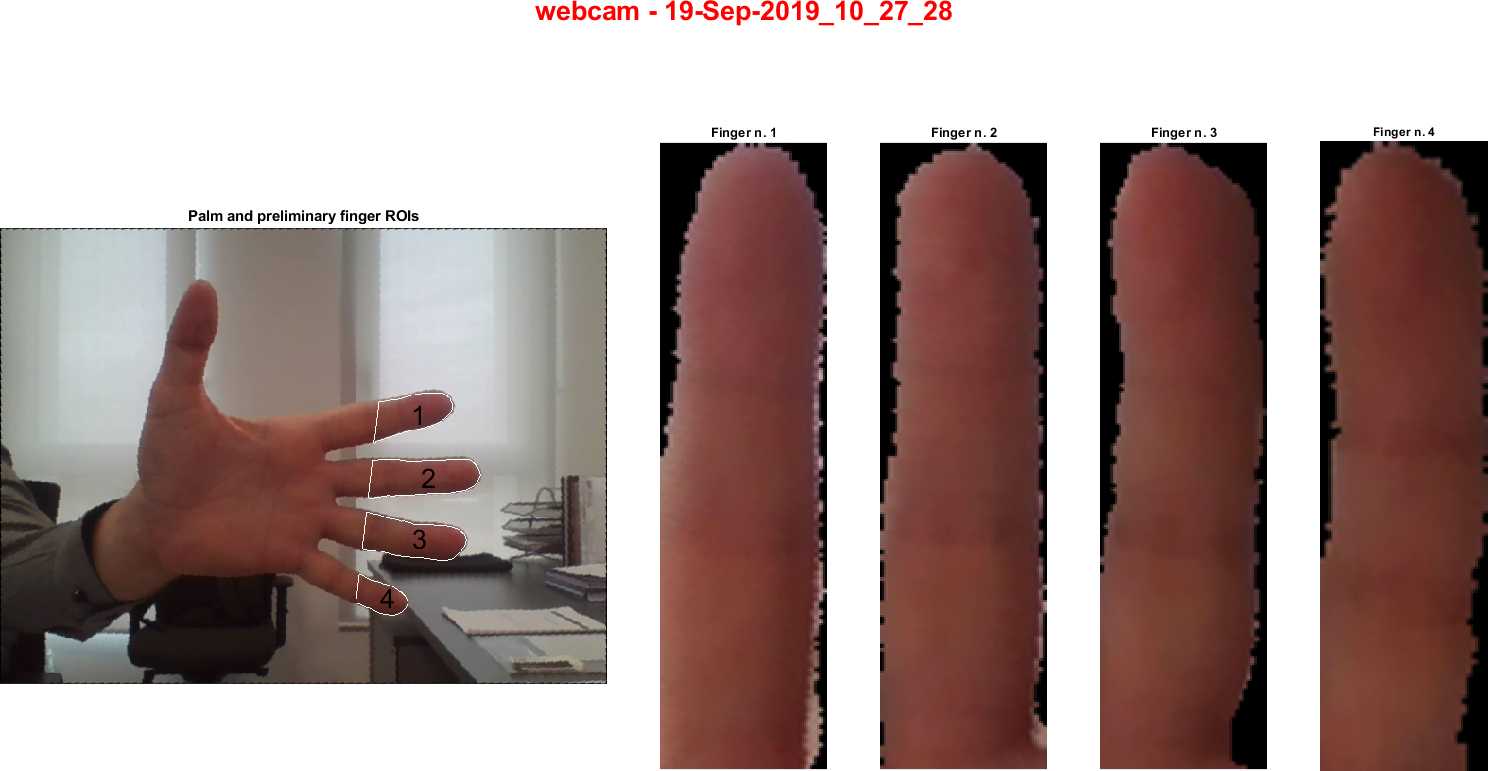 webcam - 19-Sep-2019_10_27_28
Palm and preliminary finger ROIs
1
2
3
4
Finger n. 1
Finger n. 2
Finger n. 3
Finger n. 4